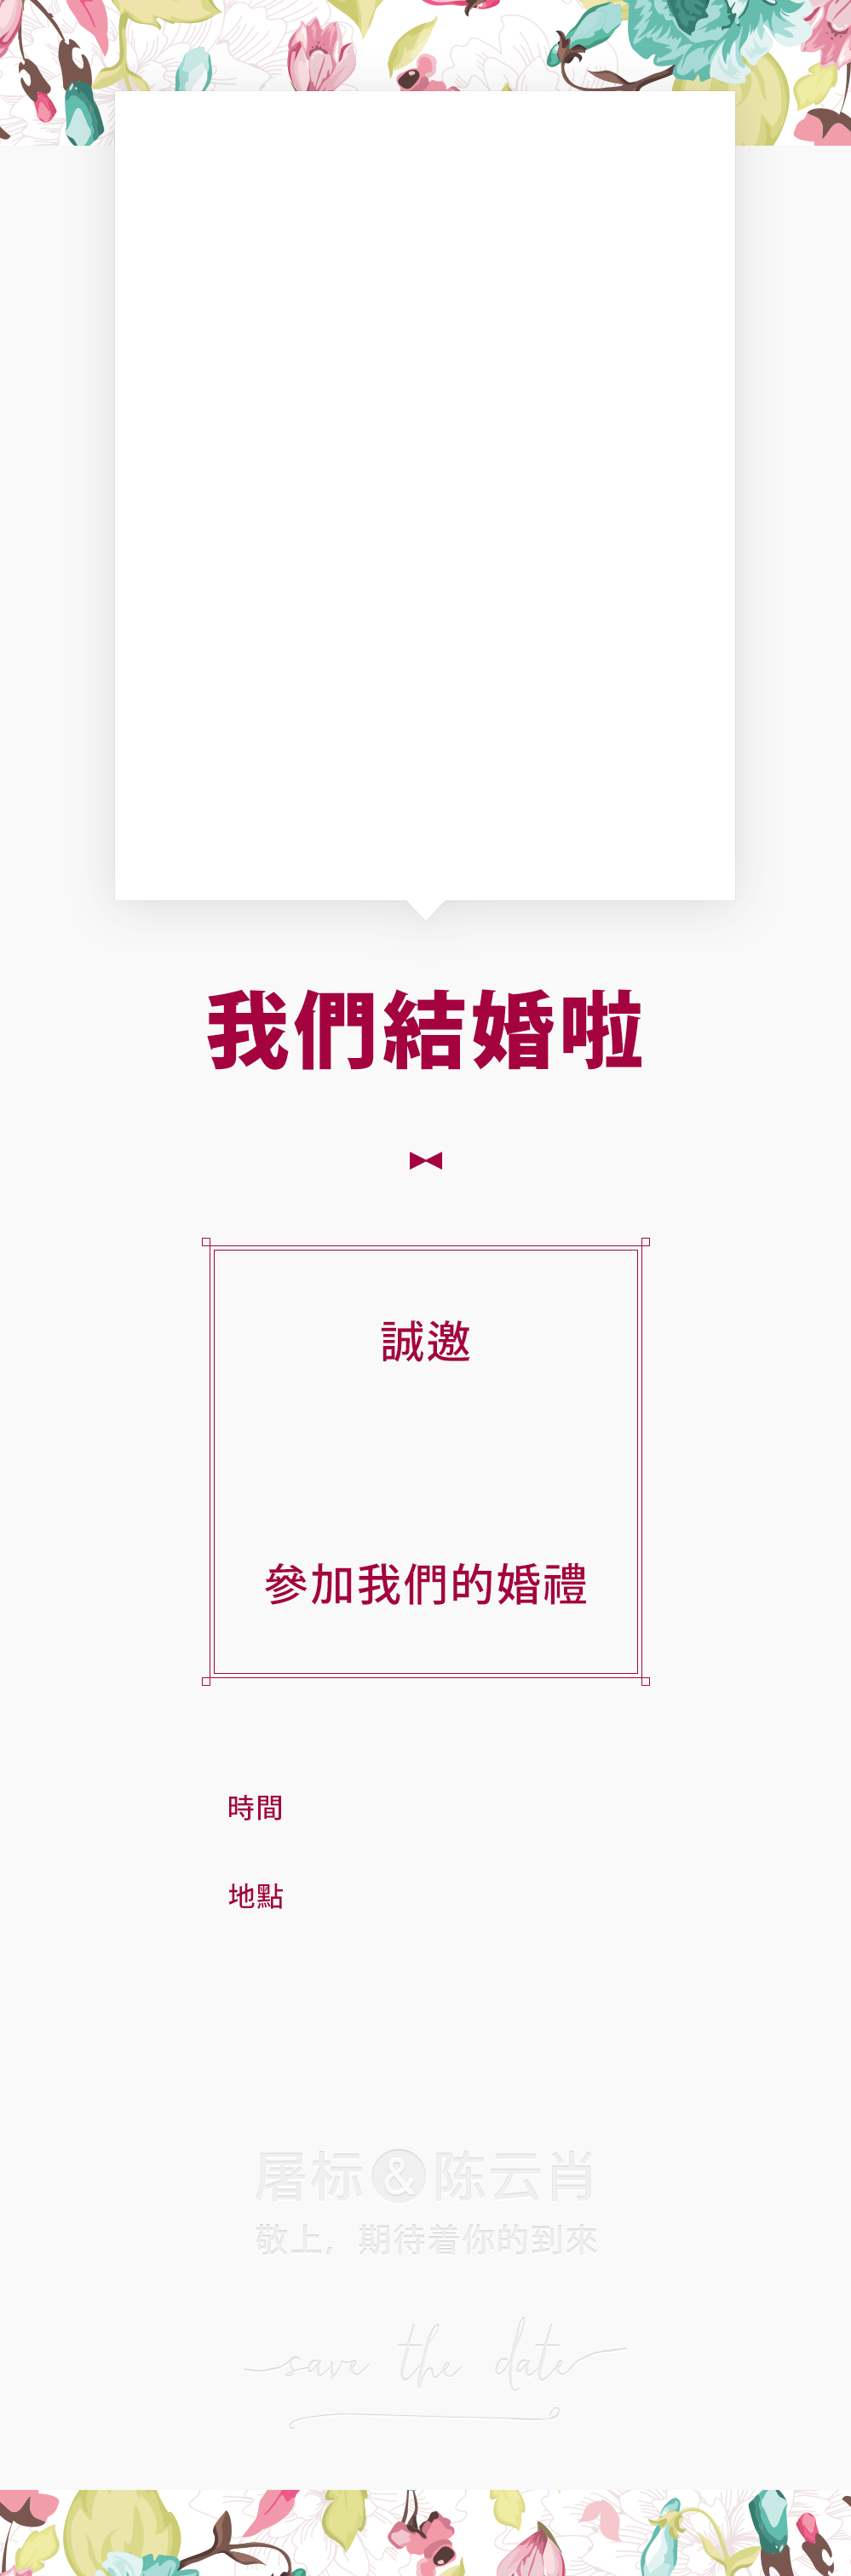 我們結婚啦
誠邀
參加我們的婚禮
時間
地點
屠标&陈云肖
敬上，期待着你的到來
save the date